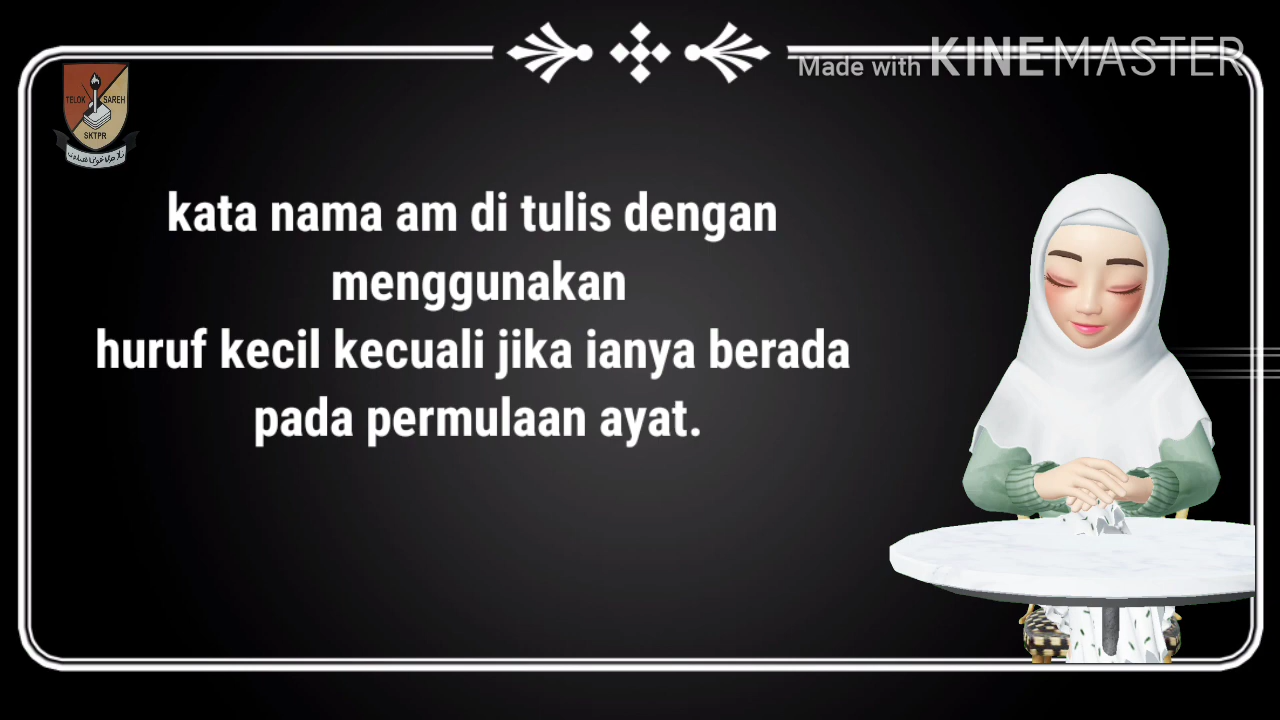 Made with KINEMASTER
TELOK SAREH
SKTPR
kata nama am di tulis dengan
menggunakan
huruf kecil kecuali jika ianya berada
pada permulaan ayat.